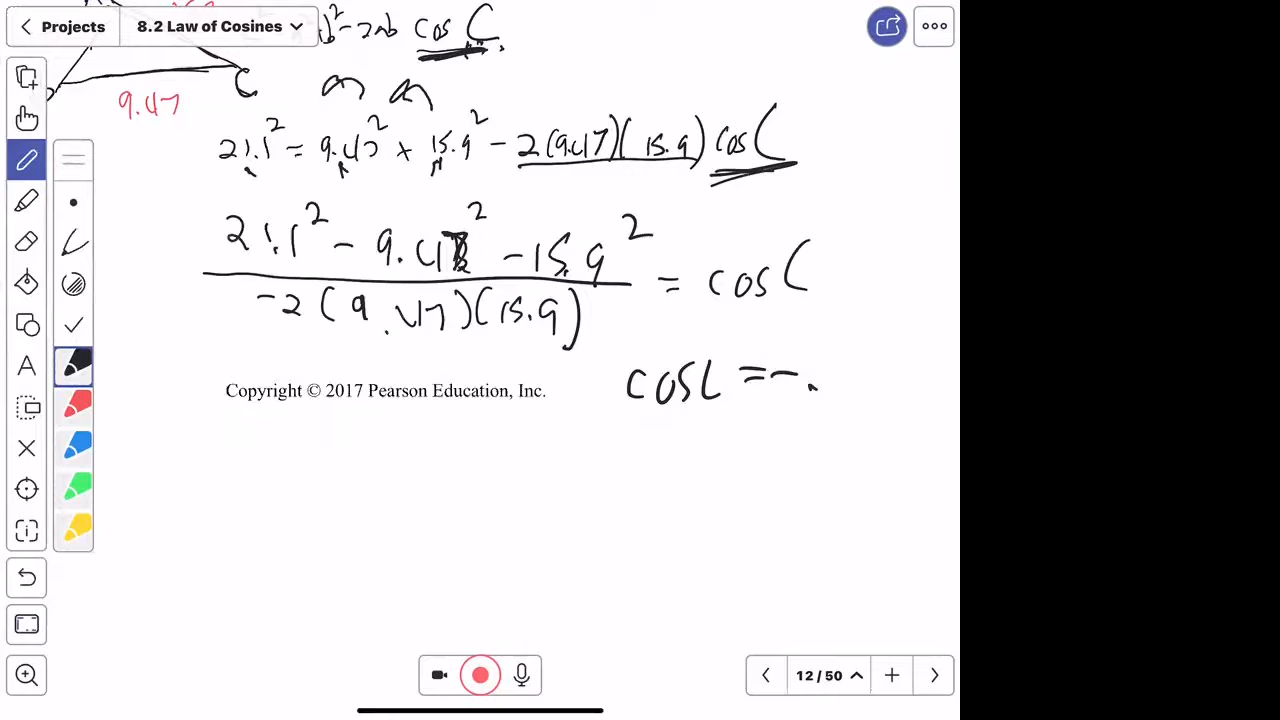 Projects
8.2 Law of Cosines
² - 2ab cos C
C
9.47
21.1² = 9.47² + 15.9² - 2(9.47)(15.9) cos C
21.1² - 9.47² - 15.9²
-2(9.47)(15.9)
= cos C
Copyright © 2017 Pearson Education, Inc.
cos C = -.
A
12 / 50